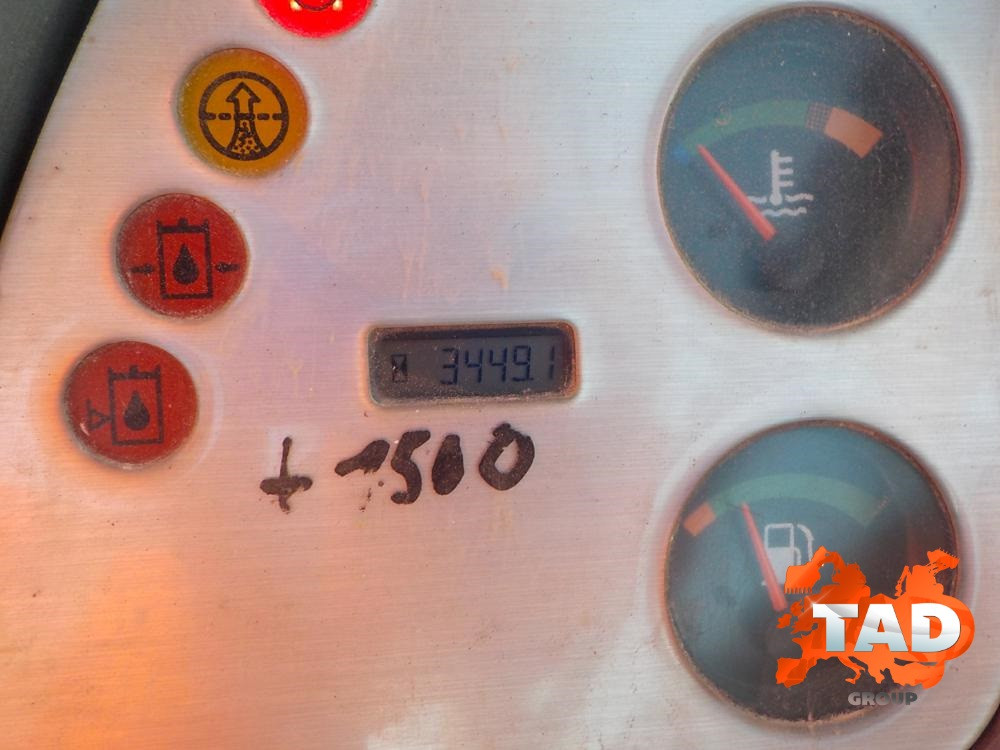 3449.1
+1500
TAD
GROUP